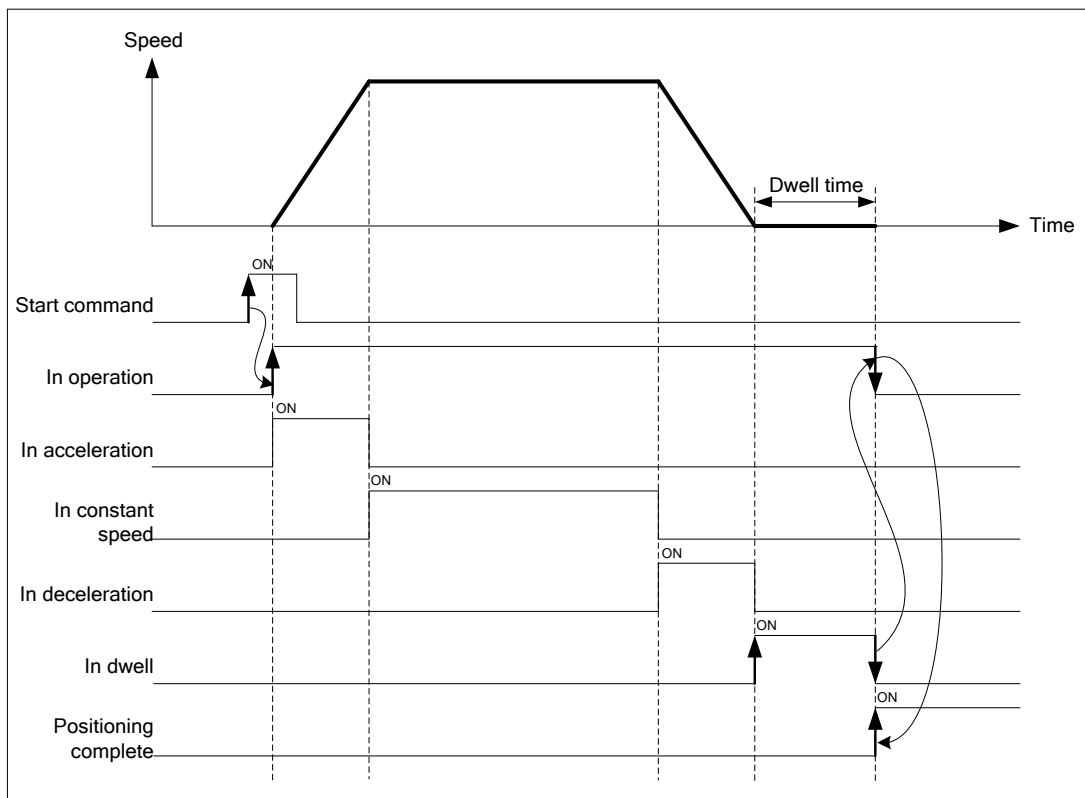 Speed
Dwell time
Time
ON
Start command
In operation
ON
In acceleration
ON
In constant
speed
ON
In deceleration
ON
In dwell
ON
Positioning
complete